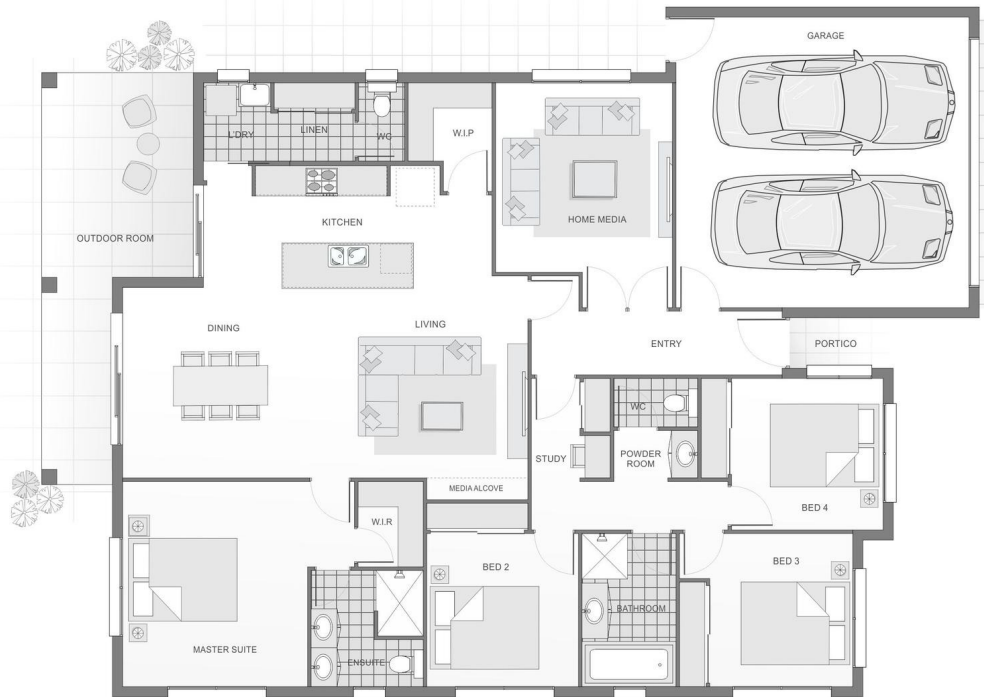 GARAGE
L'DRY
LINEN
WC
W.I.P
HOME MEDIA
KITCHEN
OUTDOOR ROOM
DINING
LIVING
ENTRY
PORTICO
WC
STUDY
POWDER
ROOM
MEDIA ALCOVE
BED 4
W.I.R
BED 2
BED 3
BATHROOM
MASTER SUITE
ENSUITE